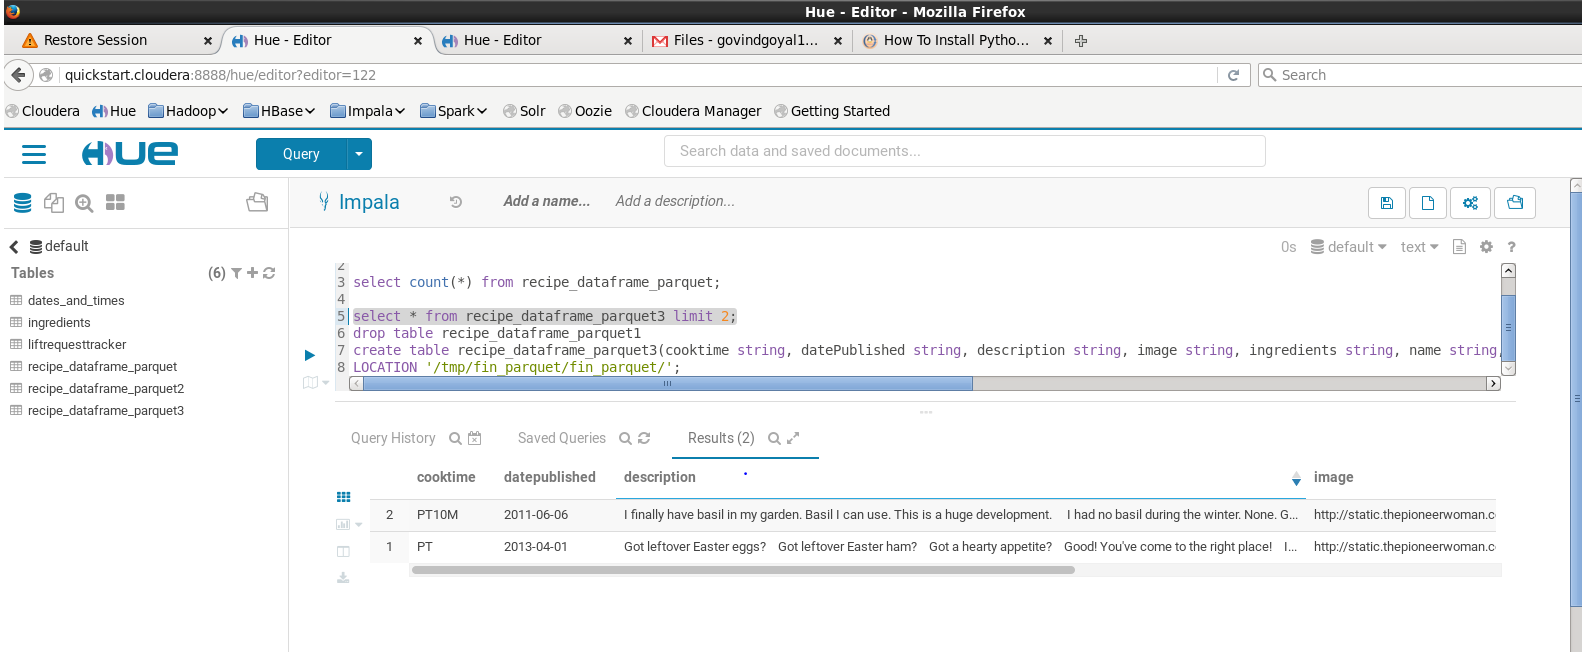 Hue - Editor - Mozilla Firefox
Restore Session × Hue - Editor × Hue - Editor × Files - govindgoyal1... × How To Install Pytho... ×
quickstart.cloudera:8888/hue/editor?editor=122 Search
Cloudera Hue Hadoop HBase Impala Spark Solr Oozie Cloudera Manager Getting Started
HUE Query Search data and saved documents...
Impala Add a name... Add a description...
default
0s default text ?
Tables (6)
dates_and_times
ingredients
liftrequesttracker
recipe_dataframe_parquet
recipe_dataframe_parquet2
recipe_dataframe_parquet3
2
3 select count(*) from recipe_dataframe_parquet;
4
5 select * from recipe_dataframe_parquet3 limit 2;
6 drop table recipe_dataframe_parquet1
7 create table recipe_dataframe_parquet3(cooktime string, datePublished string, description string, image string, ingredients string, name string,
8 LOCATION '/tmp/fin_parquet/fin_parquet/';
Query History Saved Queries Results (2)
cooktime datepublished description image
2 PT10M 2011-06-06 I finally have basil in my garden. Basil I can use. This is a huge development. I had no basil during the winter. None. G... http://static.thepioneerwoman.c
1 PT 2013-04-01 Got leftover Easter eggs? Got leftover Easter ham? Got a hearty appetite? Good! You've come to the right place! I... http://static.thepioneerwoman.c